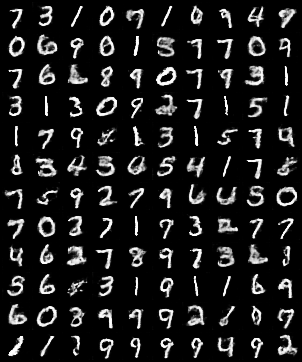 7 3 1 0 9 1 0 9 4 9
0 6 9 0 1 5 9 7 0 9
7 6 8 9 0 7 9 3 1
3 1 3 0 9 2 7 1 5 1
1 7 9 1 3 1 5 7 4
8 3 4 3 6 5 4 1 7
7 5 9 2 7 9 6 4 5 0
7 0 3 7 1 9 3 2 7 7
4 6 2 7 8 9 7 3 6 8
5 6 3 1 9 1 1 6 9
6 0 3 9 9 9 2 1 0 7
1 1 3 9 9 9 9 4 9 2